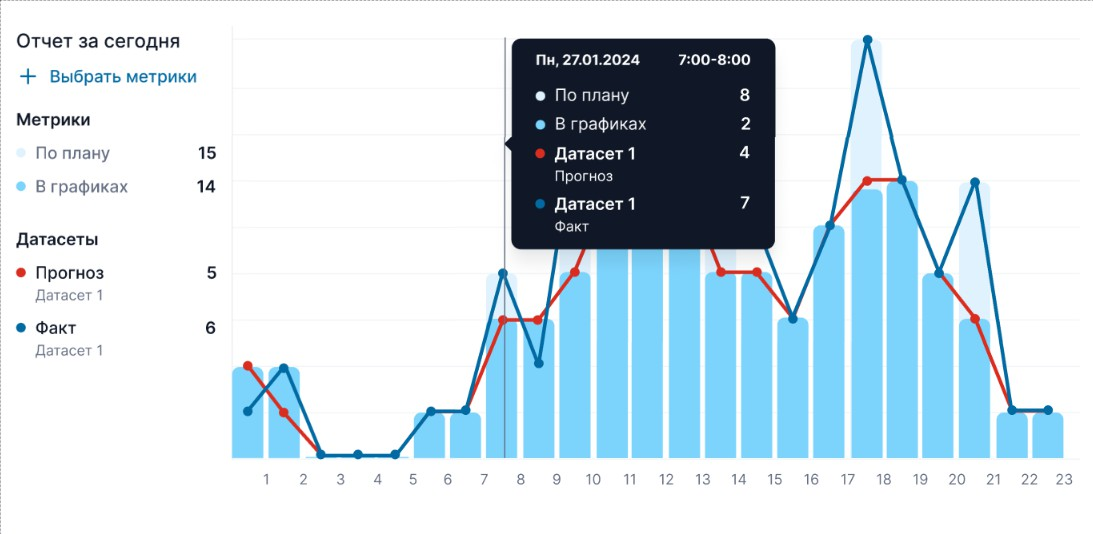 Отчет за сегодня
+ Выбрать метрики
Метрики
По плану 15
В графиках 14
Датасеты
Прогноз 5
Датасет 1
Факт 6
Датасет 1
Пн, 27.01.2024 7:00-8:00
По плану 8
В графиках 2
Датасет 1 4
Прогноз
Датасет 1 7
Факт
1 2 3 4 5 6 7 8 9 10 11 12 13 14 15 16 17 18 19 20 21 22 23